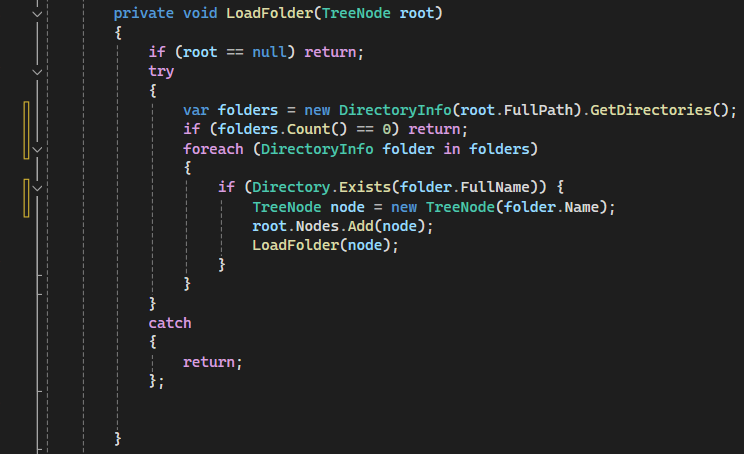 private void LoadFolder(TreeNode root)
{
if (root == null) return;
try
{
var folders = new DirectoryInfo(root.FullPath).GetDirectories();
if (folders.Count() == 0) return;
foreach (DirectoryInfo folder in folders)
{
if (Directory.Exists(folder.FullName)) {
TreeNode node = new TreeNode(folder.Name);
root.Nodes.Add(node);
LoadFolder(node);
}
}
}
catch
{
return;
};
}